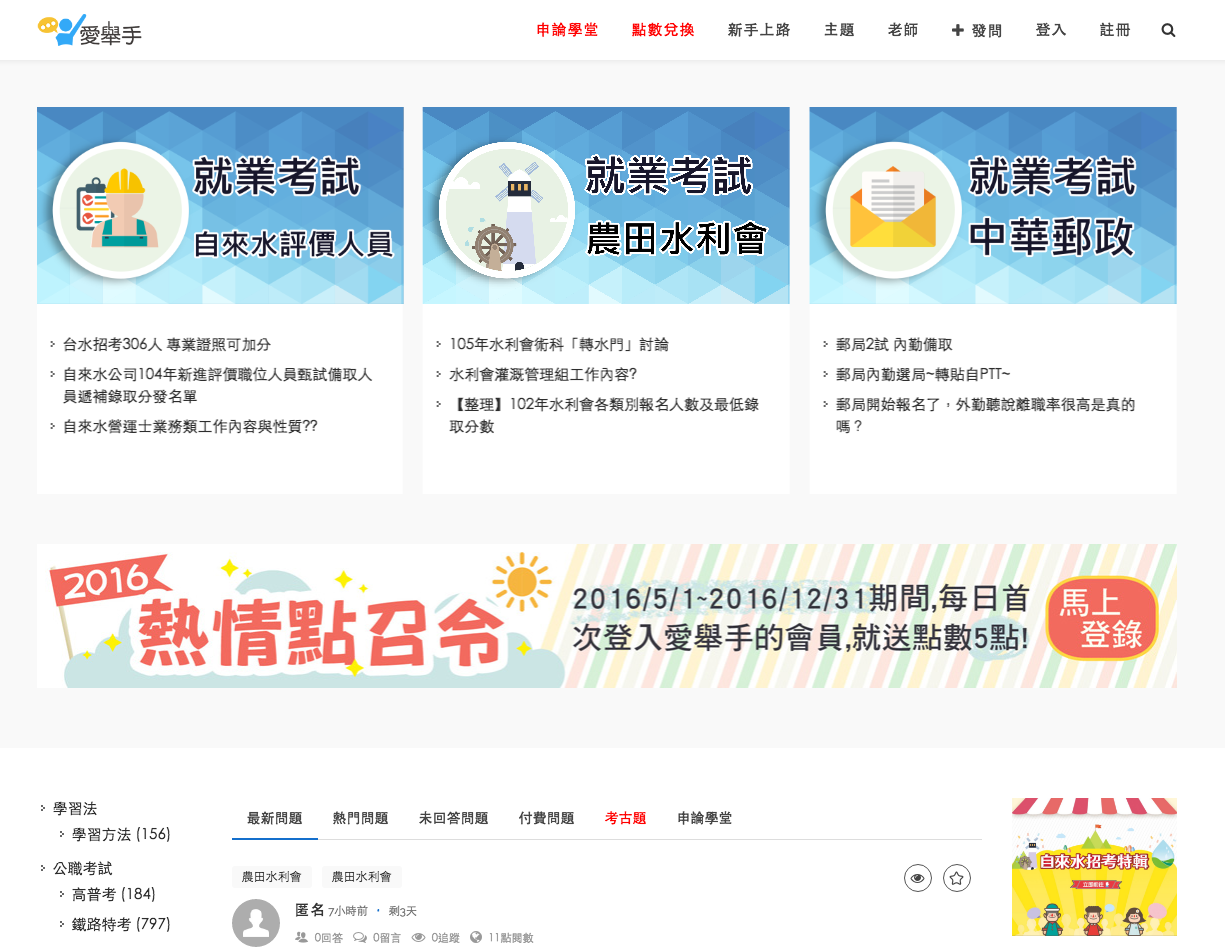 愛舉手
申論學堂 點數兌換 新手上路 主題 老師 發問 登入 註冊
就業考試
自來水評價人員
台水招考306人 專業證照可加分
自來水公司104年新進評價職位人員甄試備取人
員遞補錄取分發名單
自來水營運士業務類工作內容與性質??
就業考試
農田水利會
105年水利會術科「轉水門」討論
水利會灌溉管理組工作內容?
【整理】102年水利會各類別報名人數及最低錄
取分數
就業考試
中華郵政
郵局2試 內勤備取
郵局內勤選局~轉貼自PTT~
郵局開始報名了，外勤聽說離職率很高是真的
嗎？
2016
熱情點召令
2016/5/1~2016/12/31期間,每日首
次登入愛舉手的會員,就送點數5點!
馬上
登錄
學習法
學習方法 (156)
公職考試
高普考 (184)
鐵路特考 (797)
最新問題 熱門問題 未回答問題 付費問題 考古題 申論學堂
農田水利會 農田水利會
匿名 7小時前 · 剩3天
0回答 0留言 0追蹤 11點閱數
自來水招考特輯
立即前往